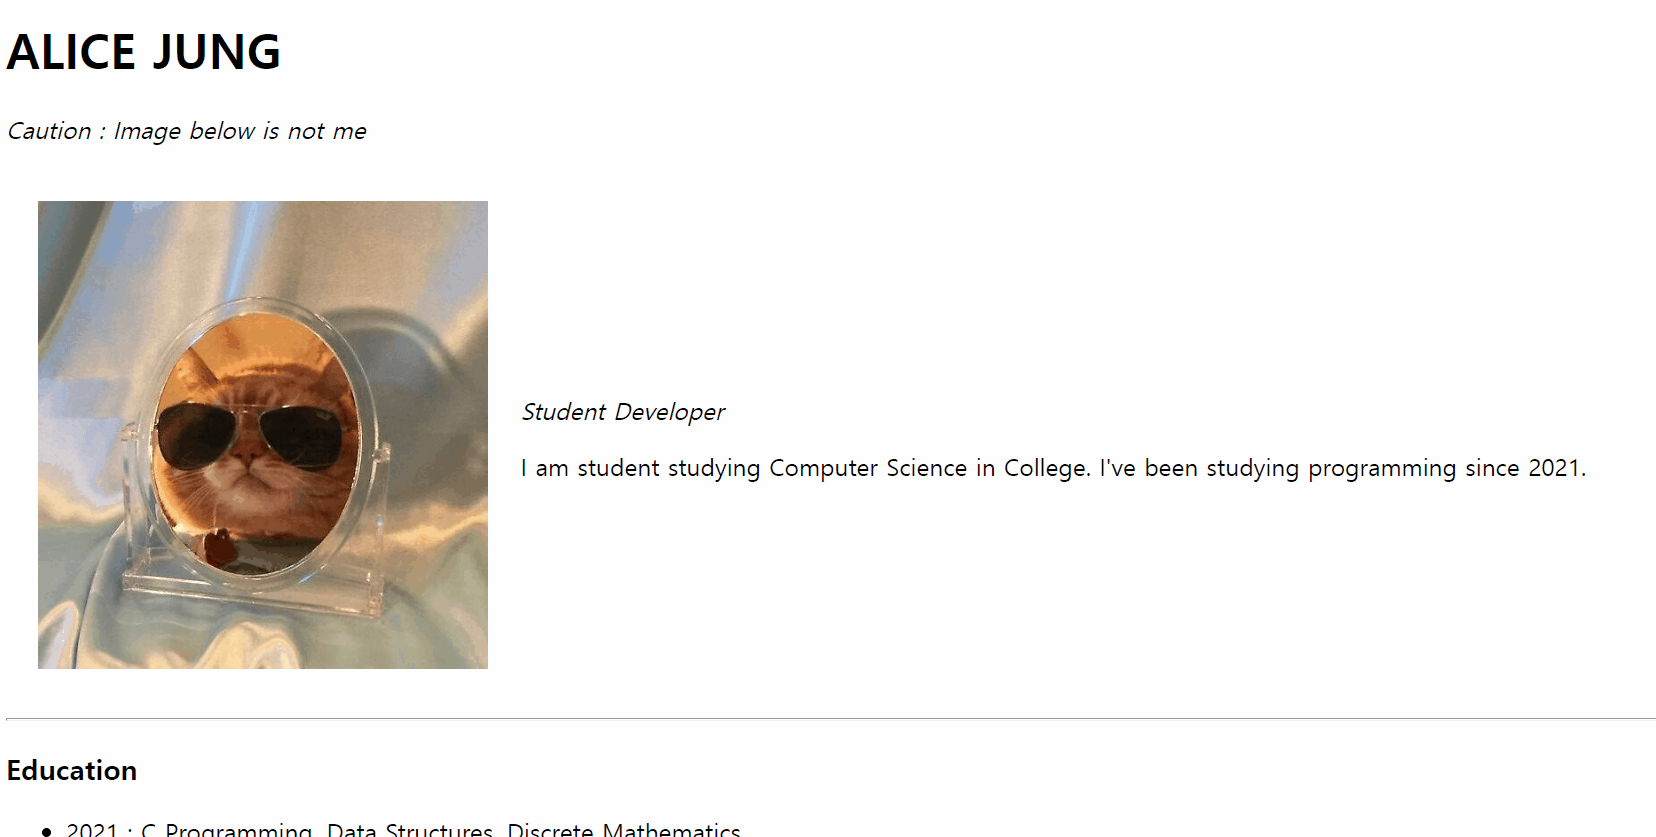 ALICE JUNG
Caution : Image below is not me
Student Developer
I am student studying Computer Science in College. I've been studying programming since 2021.
Education
2021 : C Programming, Data Structures, Discrete Mathematics